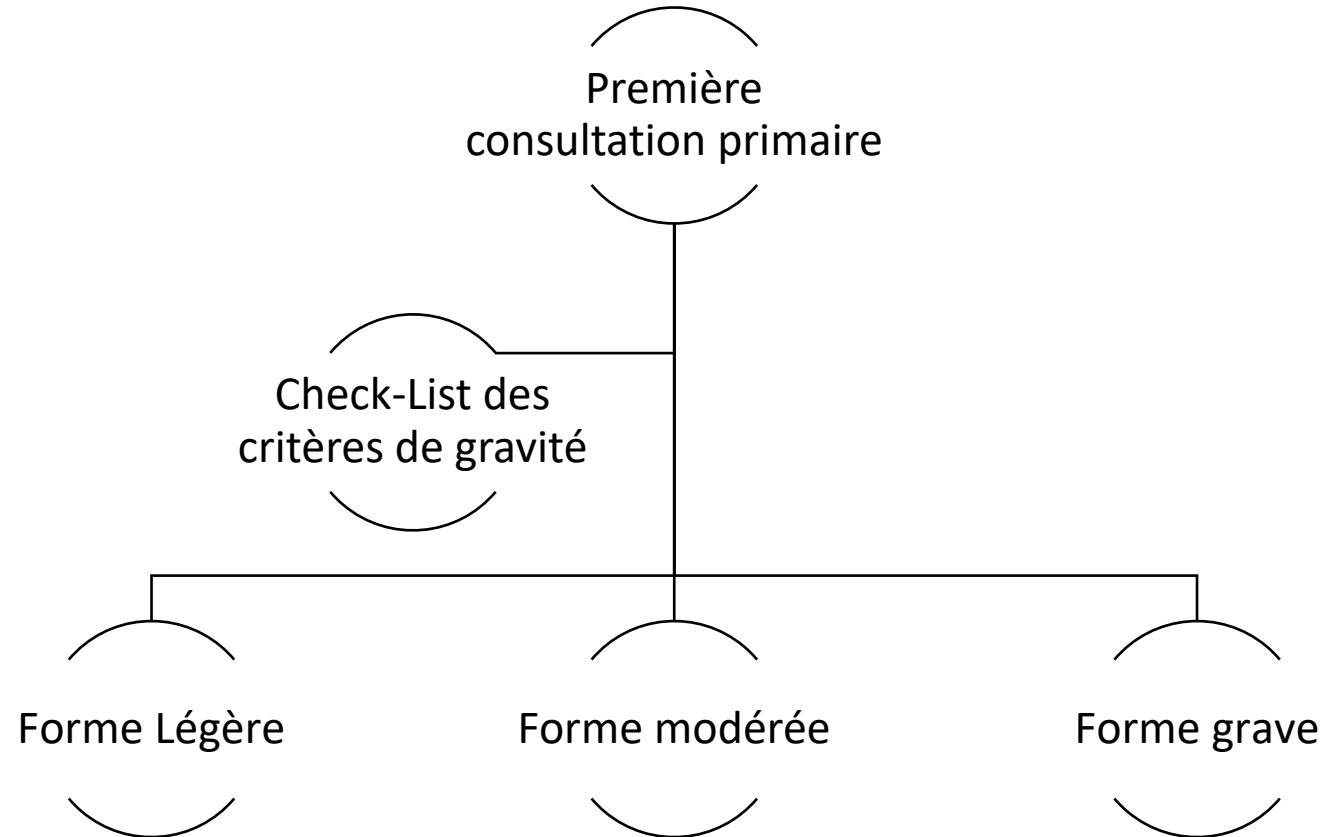 Première
consultation primaire
Check-List des
critères de gravité
Forme Légère
Forme modérée
Forme grave